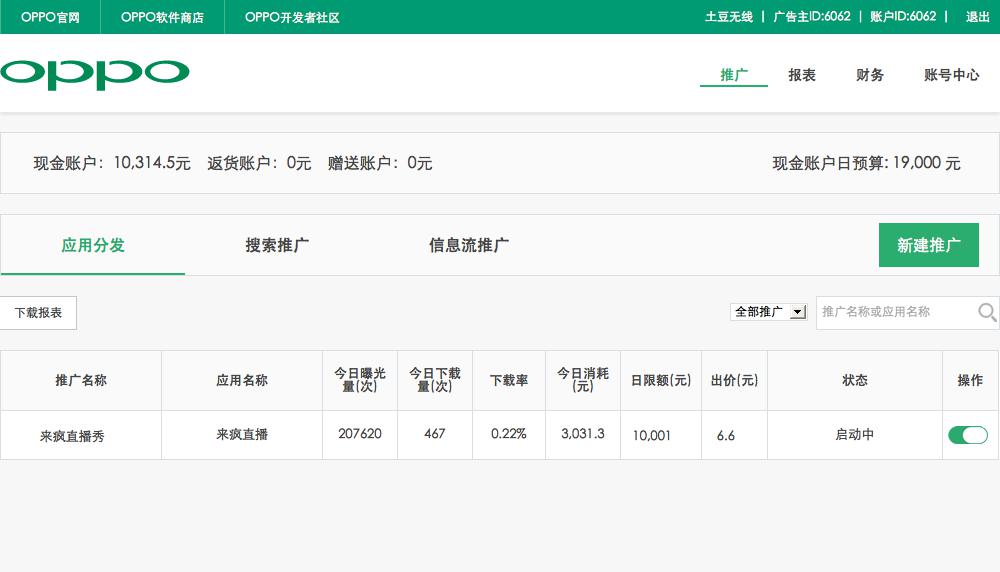 OPPO官网 OPPO软件商店 OPPO开发者社区 土豆无线 | 广告主ID:6062 | 账户ID:6062 | 退出
oppo 推广 报表 财务 账号中心
现金账户：10,314.5元 返货账户：0元 赠送账户：0元 现金账户日预算: 19,000 元
应用分发 搜索推广 信息流推广 新建推广
下载报表 全部推广 推广名称或应用名称
推广名称 应用名称 今日曝光量(次) 今日下载量(次) 下载率 今日消耗(元) 日限额(元) 出价(元) 状态 操作
来疯直播秀 来疯直播 207620 467 0.22% 3,031.3 10,001 6.6 启动中